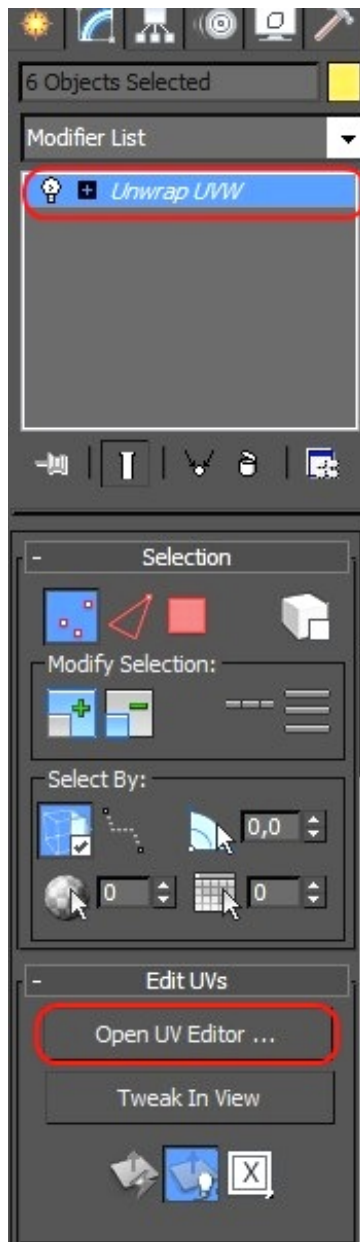 6 Objects Selected
Modifier List
Unwrap UVW
- Selection
Modify Selection:
Select By:
0,0
0 0
- Edit UVs
Open UV Editor ...
Tweak In View
X